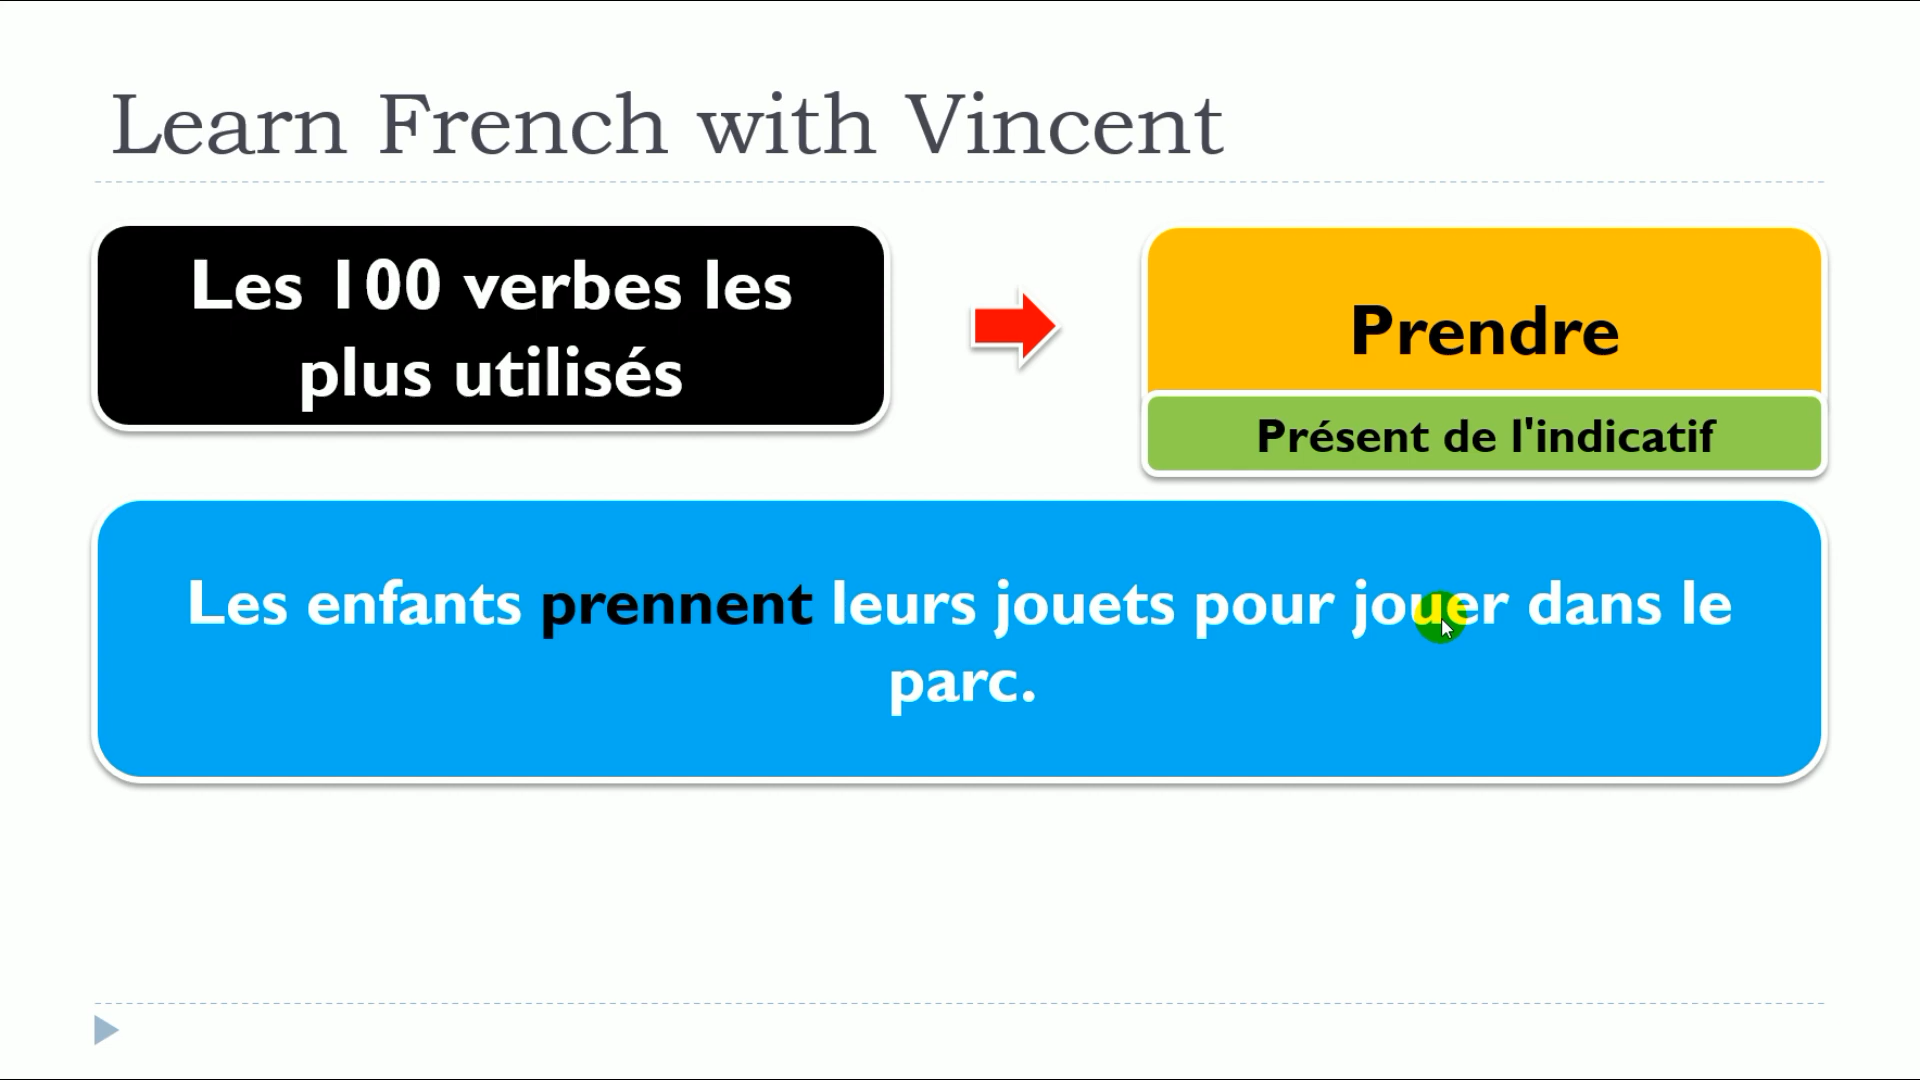 Learn French with Vincent
Les 100 verbes les
plus utilisés
Prendre
Présent de l'indicatif
Les enfants prennent leurs jouets pour jouer dans le
parc.